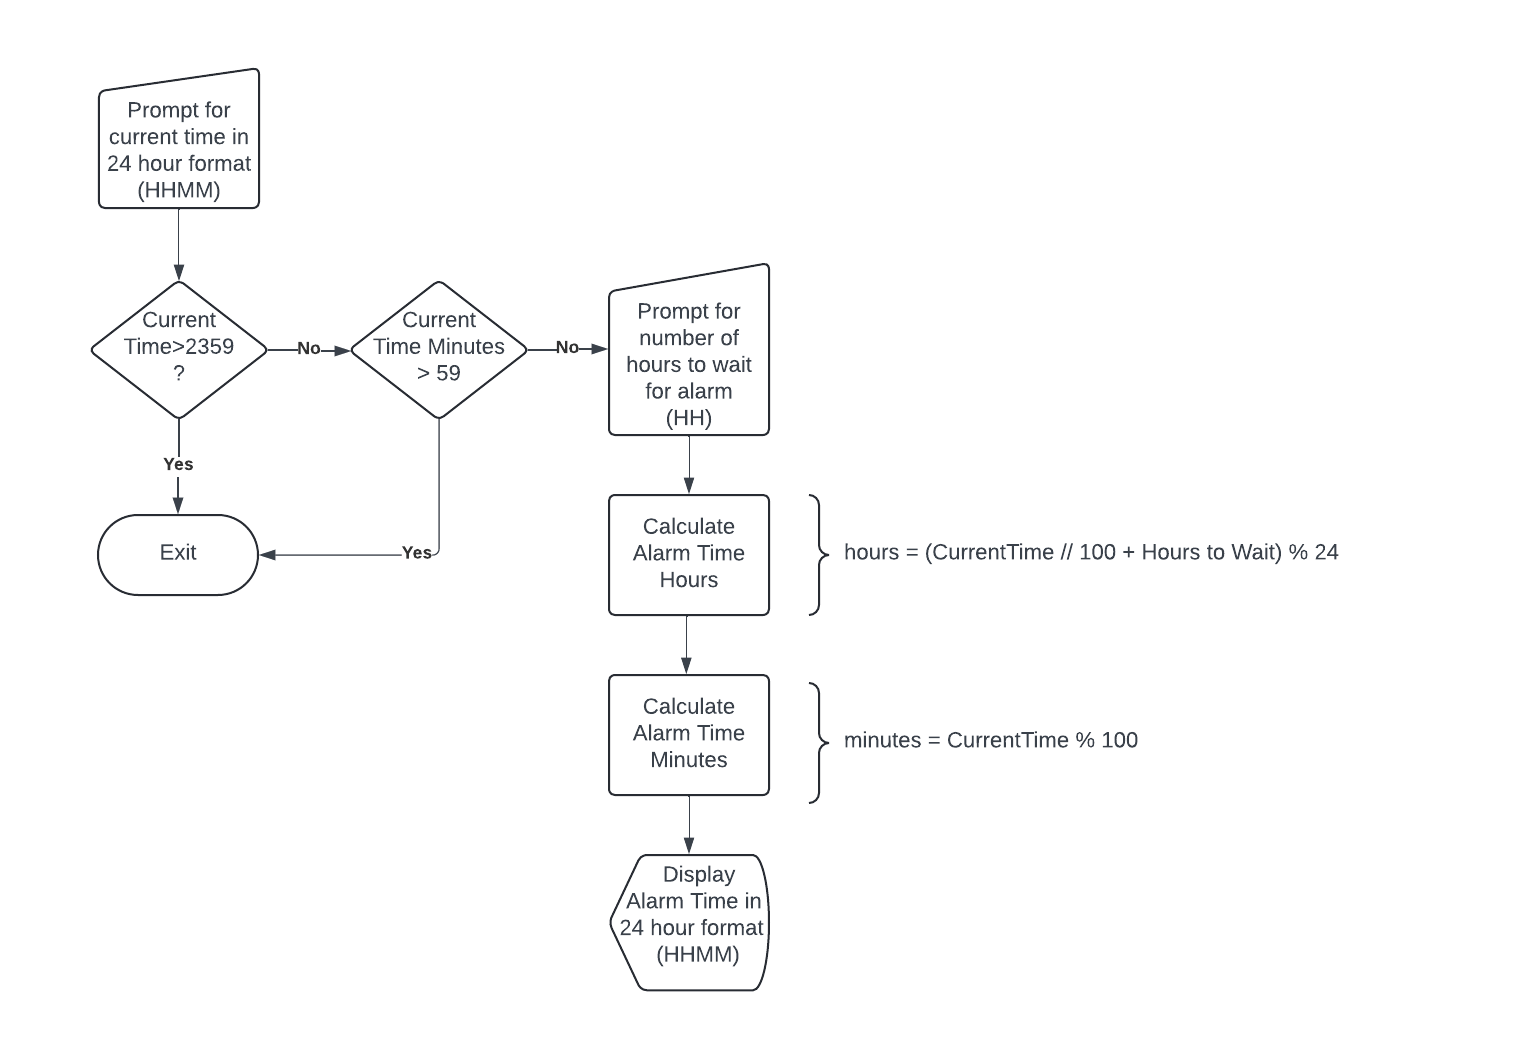 Prompt for
current time in
24 hour format
(HHMM)
Current
Time>2359
?
No
Current
Time Minutes
> 59
No
Prompt for
number of
hours to wait
for alarm
(HH)
Yes
Exit
Yes
Calculate
Alarm Time
Hours
hours = (CurrentTime // 100 + Hours to Wait) % 24
Calculate
Alarm Time
Minutes
minutes = CurrentTime % 100
Display
Alarm Time in
24 hour format
(HHMM)